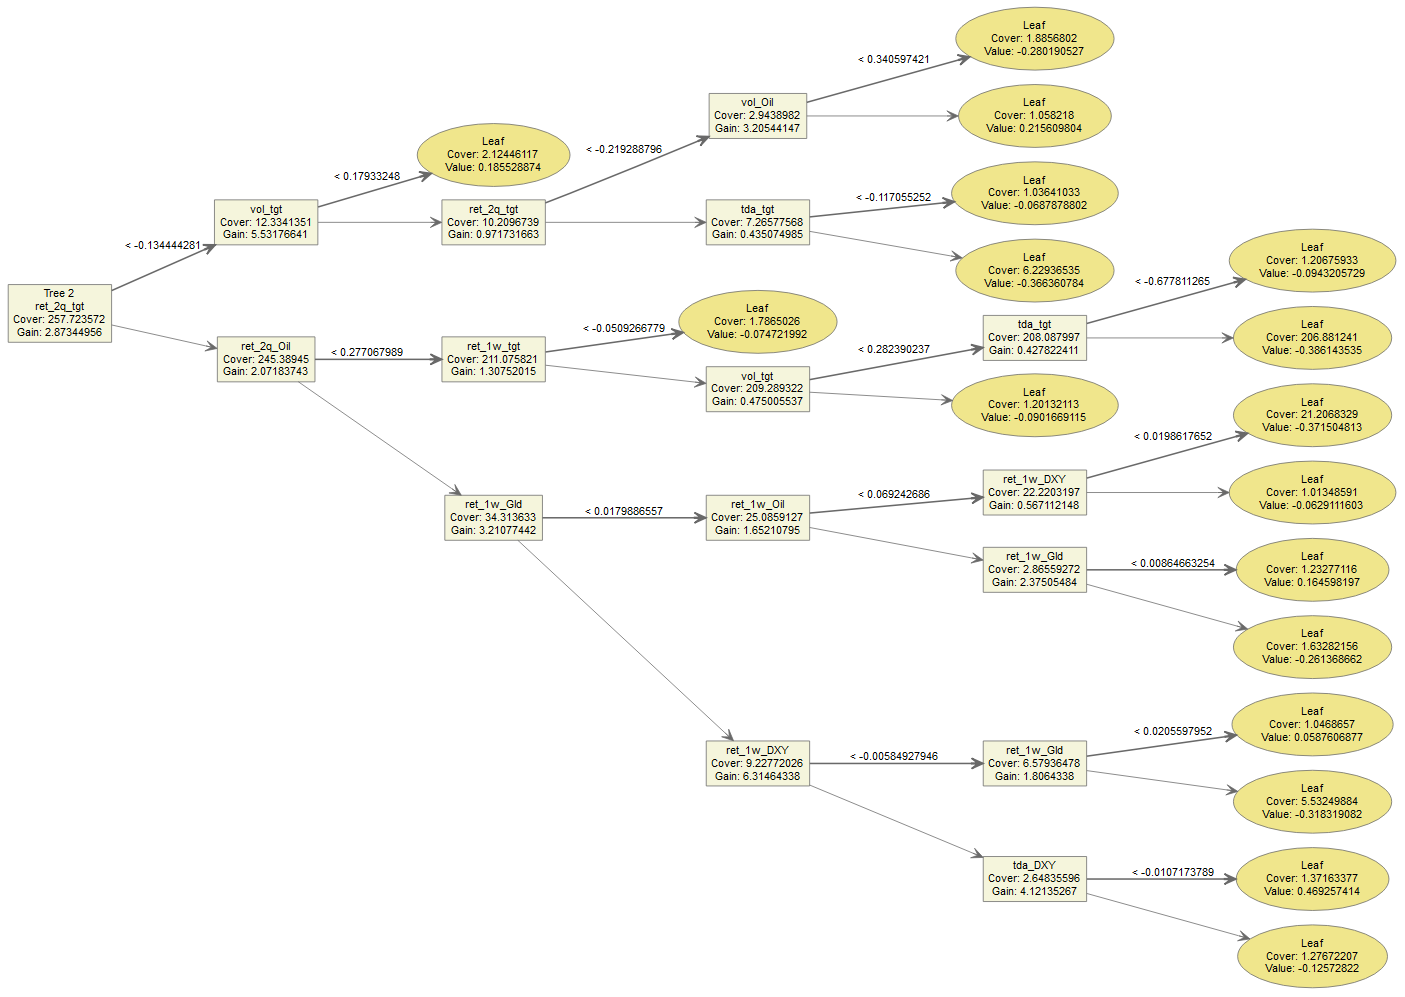 Leaf
Cover: 1.8856802
Value: -0.280190527
< 0.340597421
vol_Oil
Cover: 2.9438982
Gain: 3.20544147
Leaf
Cover: 1.058218
Value: 0.215609804
Leaf
Cover: 2.12446117
Value: 0.185528874
< -0.219288796
< 0.17933248
Leaf
Cover: 1.03641033
Value: -0.0687878802
< -0.117055252
vol_tgt
Cover: 12.3341351
Gain: 5.53176641
ret_2q_tgt
Cover: 10.2096739
Gain: 0.971731663
tda_tgt
Cover: 7.26577568
Gain: 0.435074985
< -0.134444281
Leaf
Cover: 6.22936535
Value: -0.366360784
Leaf
Cover: 1.20675933
Value: -0.0943205729
< -0.677811265
Tree 2
ret_2q_tgt
Cover: 257.723572
Gain: 2.87344956
Leaf
Cover: 1.7865026
Value: -0.074721992
< -0.0509266779
tda_tgt
Cover: 208.087997
Gain: 0.427822411
Leaf
Cover: 206.881241
Value: -0.386143535
ret_2q_Oil
Cover: 245.38945
Gain: 2.07183743
< 0.277067989
ret_1w_tgt
Cover: 211.075821
Gain: 1.30752015
< 0.282390237
vol_tgt
Cover: 209.289322
Gain: 0.475005537
Leaf
Cover: 1.20132113
Value: -0.0901669115
Leaf
Cover: 21.2068329
Value: -0.371504813
< 0.0198617652
ret_1w_DXY
Cover: 22.2203197
Gain: 0.567112148
Leaf
Cover: 1.01348591
Value: -0.0629111603
< 0.069242686
ret_1w_Gld
Cover: 34.313633
Gain: 3.21077442
< 0.0179886557
ret_1w_Oil
Cover: 25.0859127
Gain: 1.65210795
ret_1w_Gld
Cover: 2.86559272
Gain: 2.37505484
< 0.00864663254
Leaf
Cover: 1.23277116
Value: 0.164598197
Leaf
Cover: 1.63282156
Value: -0.261368662
Leaf
Cover: 1.0468657
Value: 0.0587606877
< 0.0205597952
ret_1w_DXY
Cover: 9.22772026
Gain: 6.31464338
< -0.00584927946
ret_1w_Gld
Cover: 6.57936478
Gain: 1.8064338
Leaf
Cover: 5.53249884
Value: -0.318319082
tda_DXY
Cover: 2.64835596
Gain: 4.12135267
< -0.0107173789
Leaf
Cover: 1.37163377
Value: 0.469257414
Leaf
Cover: 1.27672207
Value: -0.12572822